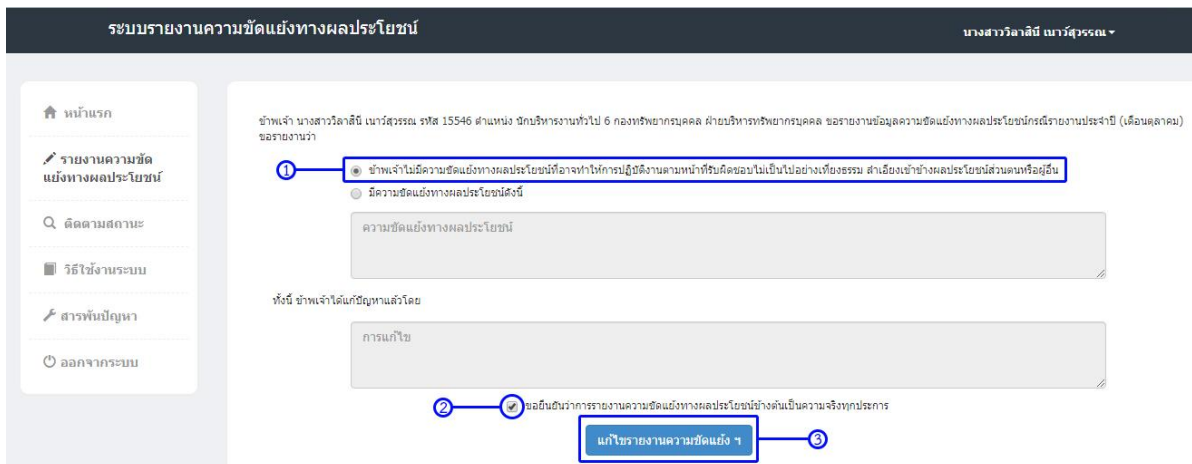 ระบบรายงานความขัดแย้งทางผลประโยชน์
นางสาววิลาสินี เนาว์สุวรรณ
หน้าแรก
รายงานความขัด
แย้งทางผลประโยชน์
ติดตามสถานะ
วิธีใช้งานระบบ
สารพันปัญหา
ออกจากระบบ
ข้าพเจ้า นางสาววิลาสินี เนาว์สุวรรณ รหัส 15546 ตำแหน่ง นักบริหารงานทั่วไป 6 กองทรัพยากรบุคคล ฝ่ายบริหารทรัพยากรบุคคล ขอรายงานข้อมูลความขัดแย้งทางผลประโยชน์กรณีรายงานประจำปี (เดือนตุลาคม)
ขอรายงานว่า
1 ข้าพเจ้าไม่มีความขัดแย้งทางผลประโยชน์ที่อาจทำให้การปฏิบัติงานตามหน้าที่รับผิดชอบไม่เป็นไปอย่างเที่ยงธรรม สำเอียงเข้าข้างผลประโยชน์ส่วนตนหรือผู้อื่น
มีความขัดแย้งทางผลประโยชน์ดังนี้
ความขัดแย้งทางผลประโยชน์
ทั้งนี้ ข้าพเจ้าได้แก้ปัญหาแล้วโดย
การแก้ไข
2 ขอยืนยันว่าการรายงานความขัดแย้งทางผลประโยชน์ข้างต้นเป็นความจริงทุกประการ
แก้ไขรายงานความขัดแย้ง ฯ 3